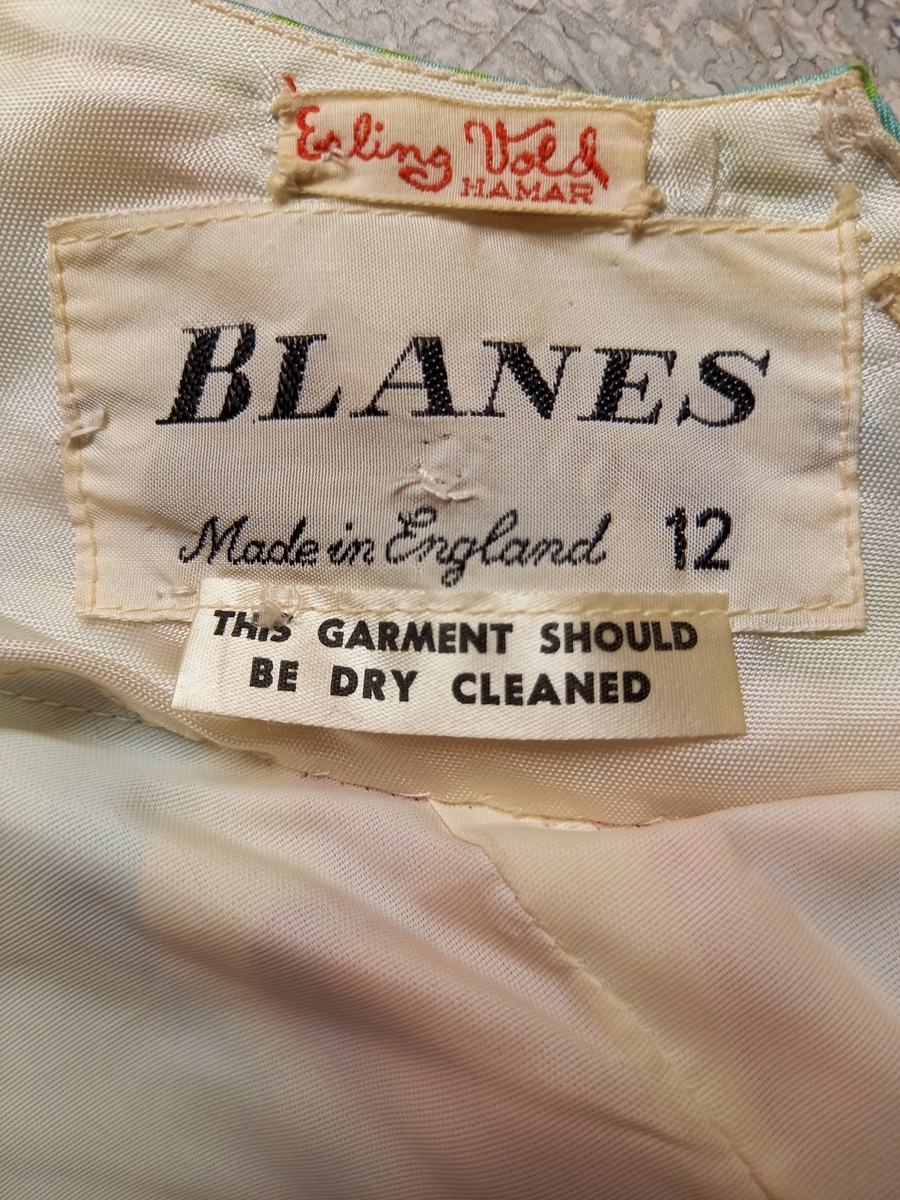 Erling Vold
HAMAR
BLANES
Made in England 12
THIS GARMENT SHOULD
BE DRY CLEANED